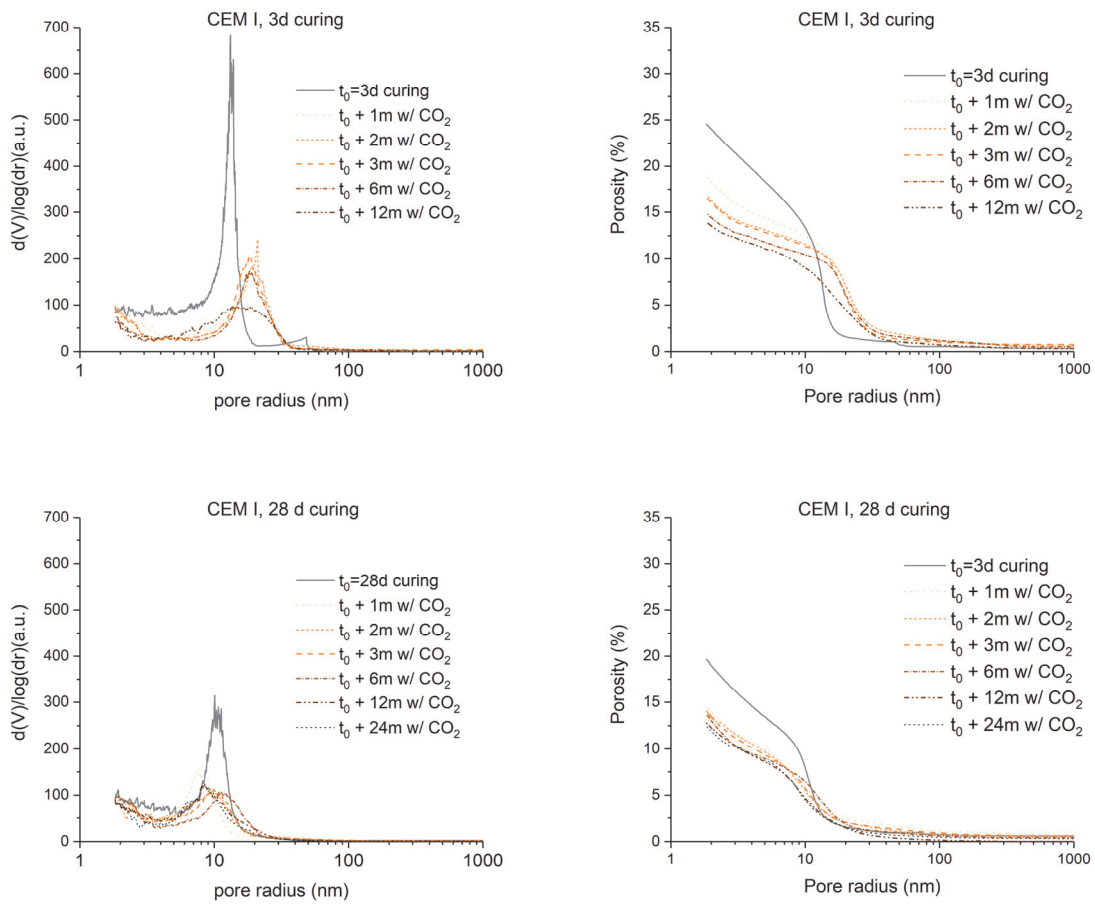 CEM I, 3d curing
700
600
500
400
300
200
100
0
d(V)/log(dr)(a.u.)
t₀=3d curing
t₀ + 1m w/ CO₂
t₀ + 2m w/ CO₂
t₀ + 3m w/ CO₂
t₀ + 6m w/ CO₂
t₀ + 12m w/ CO₂
1 10 100 1000
pore radius (nm)
CEM I, 3d curing
35
30
25
20
15
10
5
0
Porosity (%)
t₀=3d curing
t₀ + 1m w/ CO₂
t₀ + 2m w/ CO₂
t₀ + 3m w/ CO₂
t₀ + 6m w/ CO₂
t₀ + 12m w/ CO₂
1 10 100 1000
Pore radius (nm)
CEM I, 28 d curing
700
600
500
400
300
200
100
0
d(V)/log(dr)(a.u.)
t₀=28d curing
t₀ + 1m w/ CO₂
t₀ + 2m w/ CO₂
t₀ + 3m w/ CO₂
t₀ + 6m w/ CO₂
t₀ + 12m w/ CO₂
t₀ + 24m w/ CO₂
1 10 100 1000
pore radius (nm)
CEM I, 28 d curing
35
30
25
20
15
10
5
0
Porosity (%)
t₀=3d curing
t₀ + 1m w/ CO₂
t₀ + 2m w/ CO₂
t₀ + 3m w/ CO₂
t₀ + 6m w/ CO₂
t₀ + 12m w/ CO₂
t₀ + 24m w/ CO₂
1 10 100 1000
Pore radius (nm)